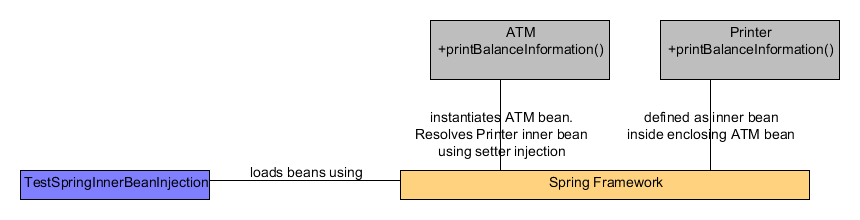 ATM
+printBalanceInformation()
Printer
+printBalanceInformation()
instantiates ATM bean.
Resolves Printer inner bean
using setter injection
defined as inner bean
inside enclosing ATM bean
TestSpringInnerBeanInjection
loads beans using
Spring Framework